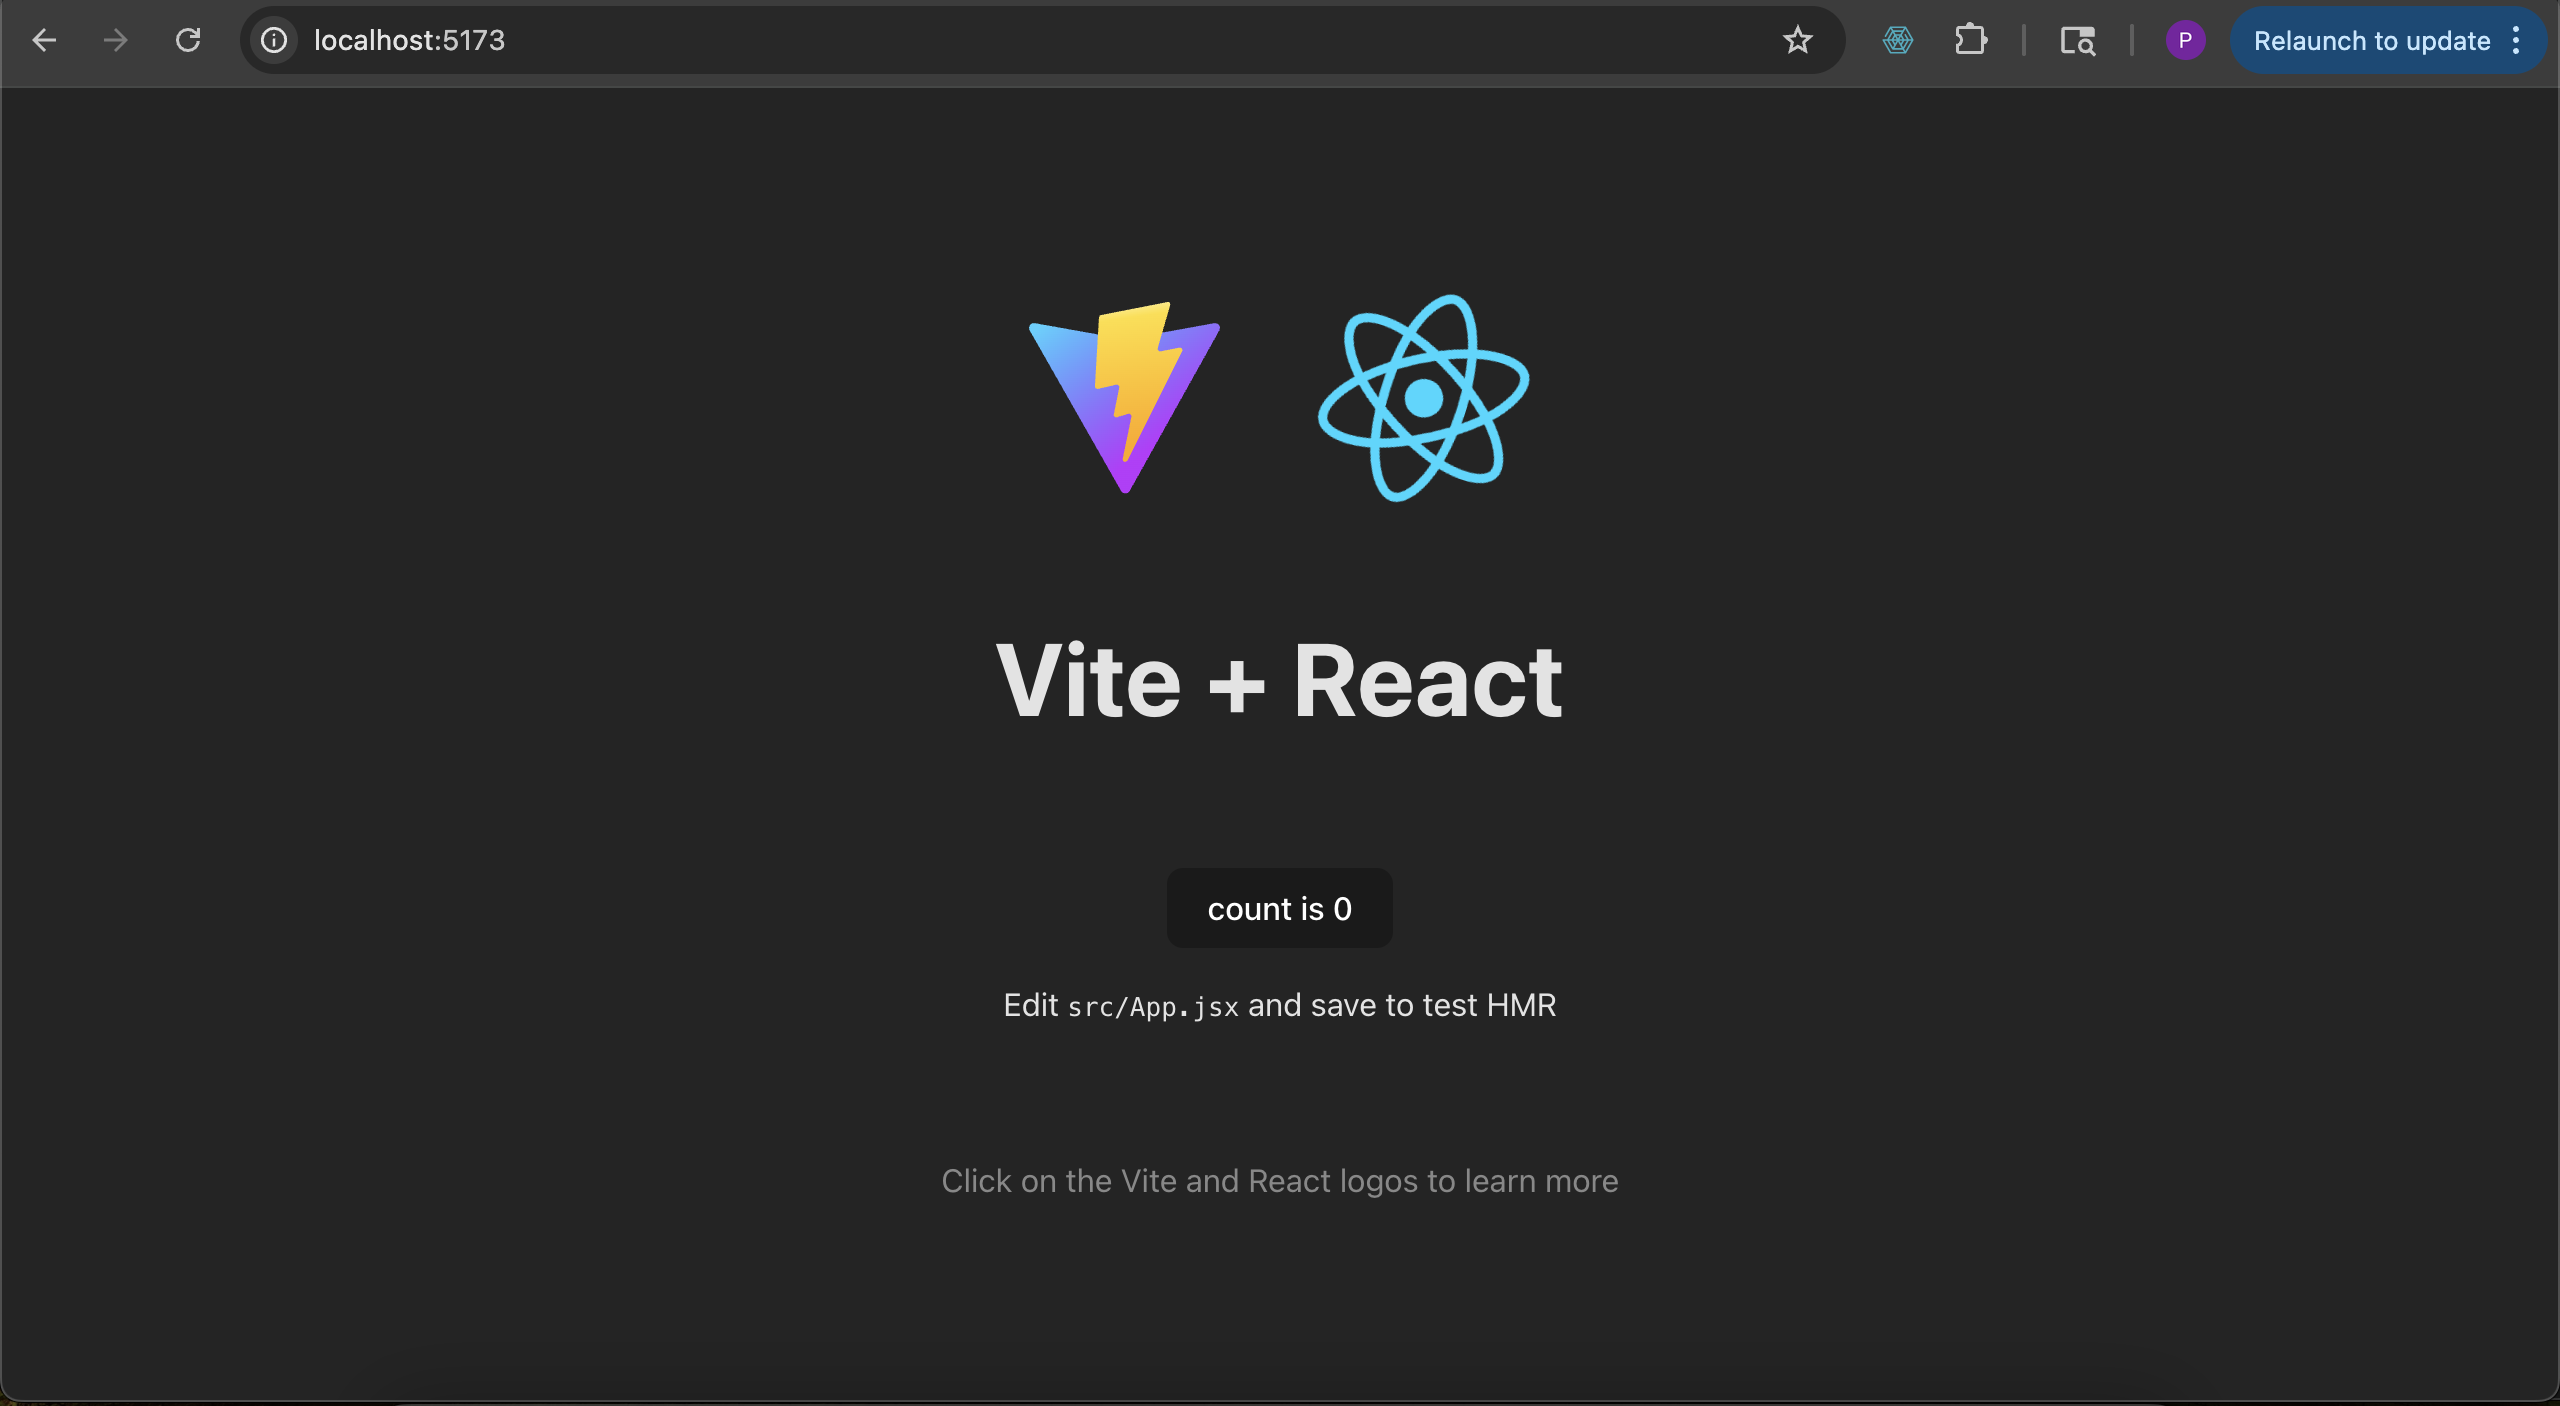 localhost:5173
P
Relaunch to update
Vite + React
count is 0
Edit src/App.jsx and save to test HMR
Click on the Vite and React logos to learn more